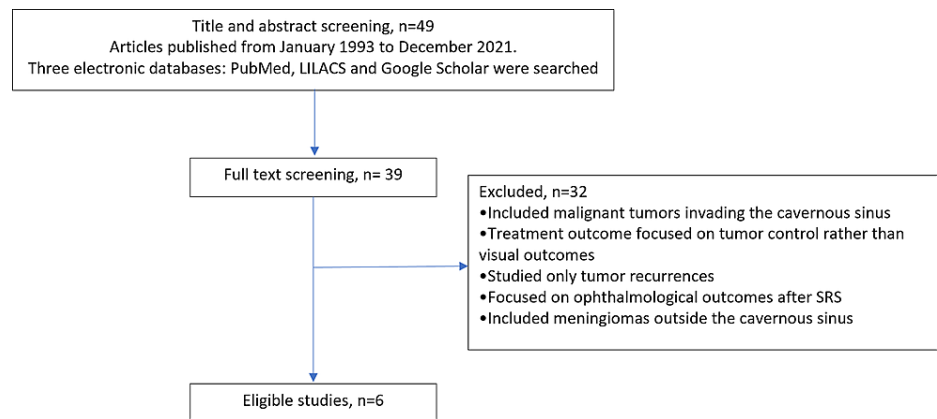 Title and abstract screening, n=49
Articles published from January 1993 to December 2021.
Three electronic databases: PubMed, LILACS and Google Scholar were searched
Full text screening, n= 39
Excluded, n=32
•Included malignant tumors invading the cavernous sinus
•Treatment outcome focused on tumor control rather than
visual outcomes
•Studied only tumor recurrences
•Focused on ophthalmological outcomes after SRS
•Included meningiomas outside the cavernous sinus
Eligible studies, n=6